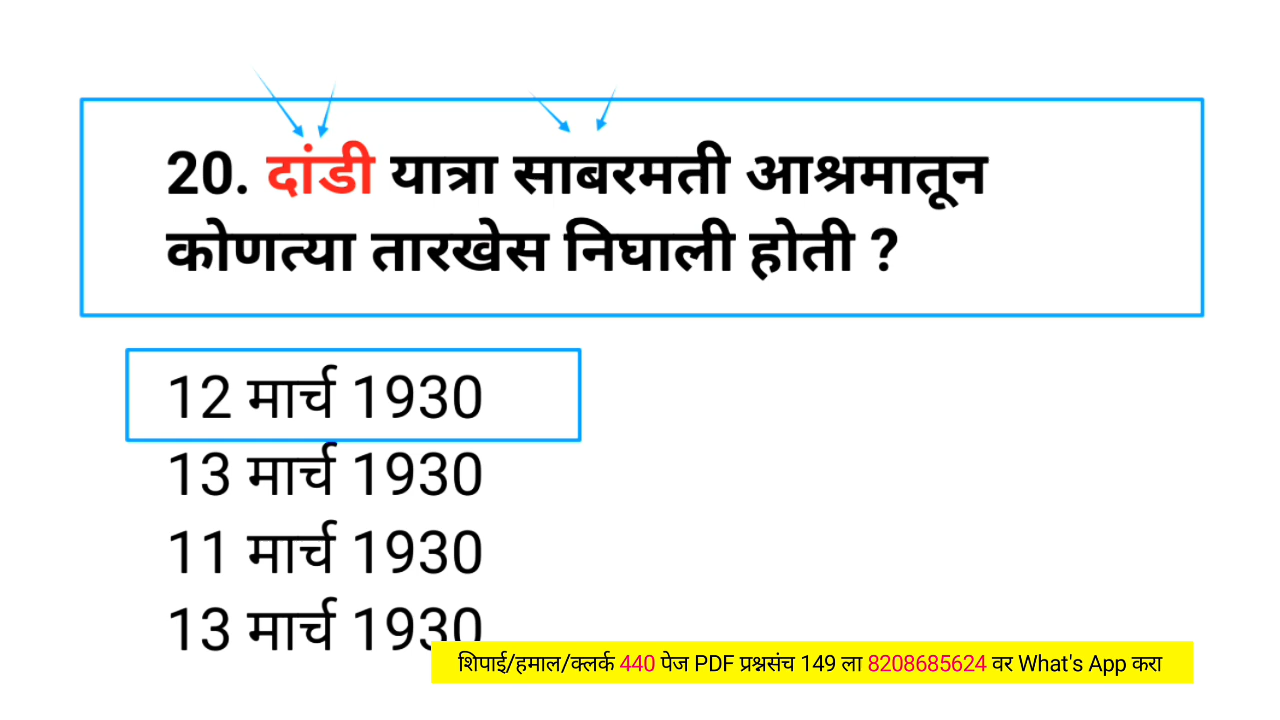 20. दांडी यात्रा साबरमती आश्रमातून
कोणत्या तारखेस निघाली होती ?
12 मार्च 1930
13 मार्च 1930
11 मार्च 1930
13 मार्च 1930
शिपाई/हमाल/क्लर्क 440 पेज PDF प्रश्नसंच 149 ला 8208685624 वर What's App करा